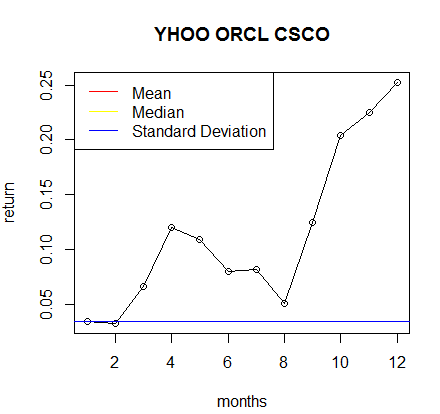 YHOO ORCL CSCO
Mean
Median
Standard Deviation
0.25
0.20
0.15
0.10
0.05
return
2 4 6 8 10 12
months